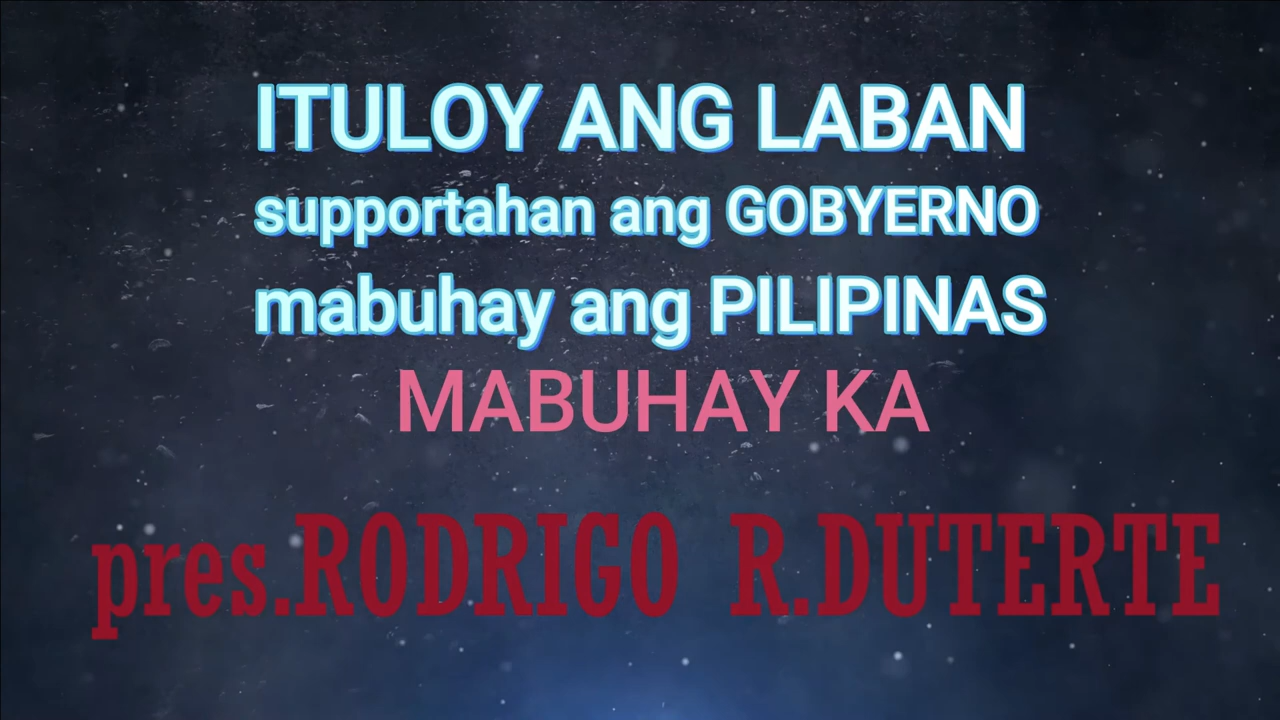 ITULOY ANG LABAN
supportahan ang GOBYERNO
mabuhay ang PILIPINAS
MABUHAY KA
pres.RODRIGO R.DUTERTE